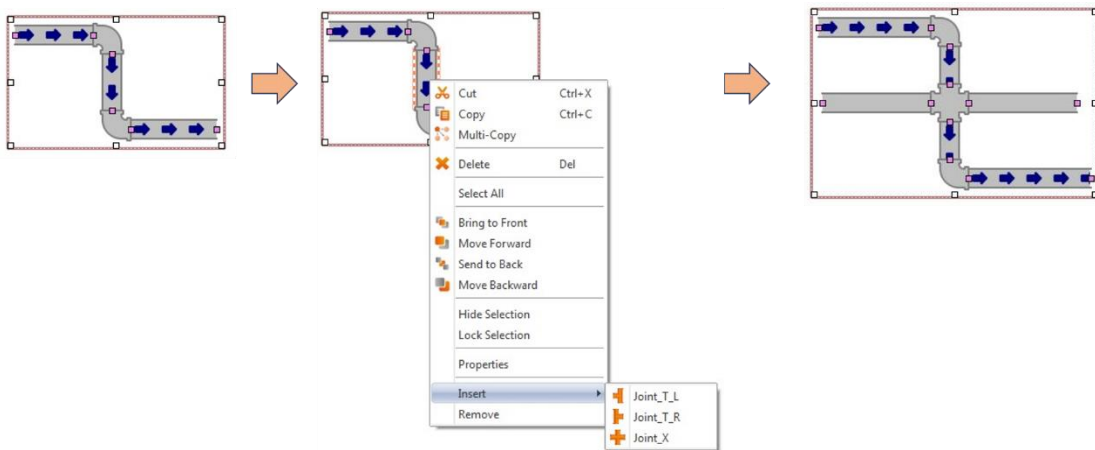 Cut Ctrl+X
Copy Ctrl+C
Multi-Copy
Delete Del
Select All
Bring to Front
Move Forward
Send to Back
Move Backward
Hide Selection
Lock Selection
Properties
Insert
Remove
Joint_T_L
Joint_T_R
Joint_X